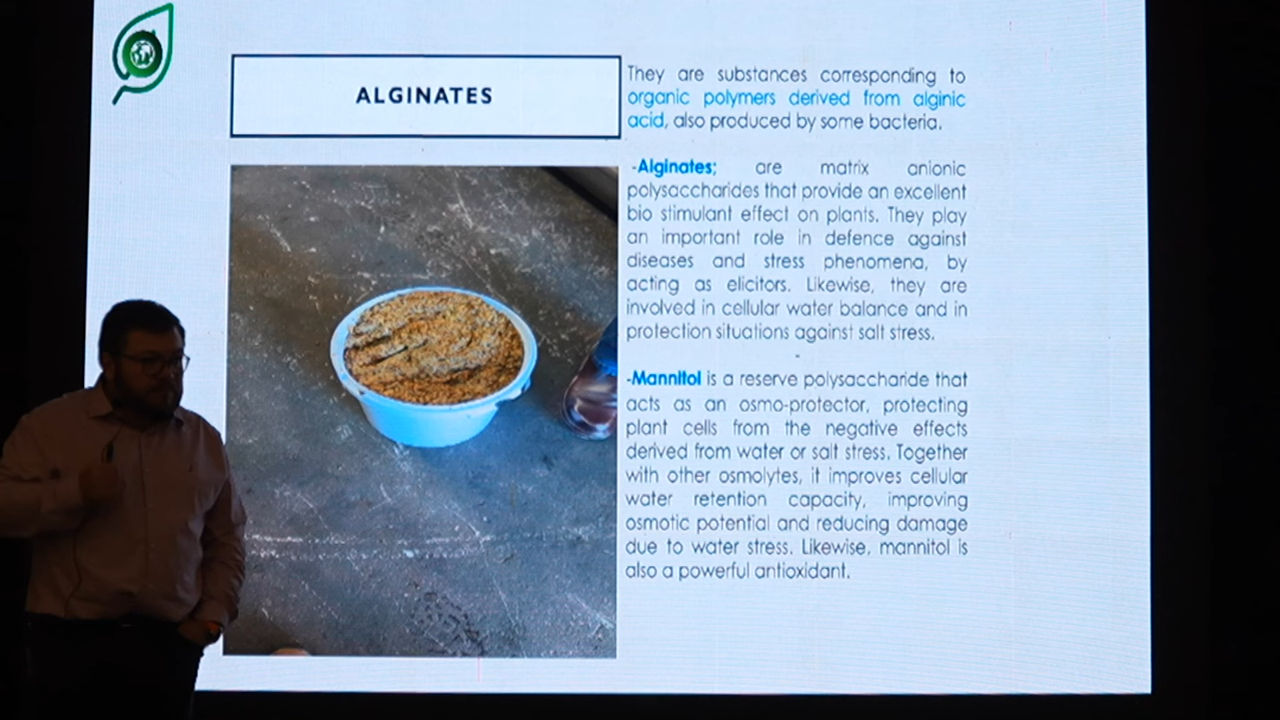 ALGINATES
They are substances corresponding to
organic polymers derived from alginic
acid, also produced by some bacteria.
-Alginates; are matrix anionic
polysaccharides that provide an excellent
bio stimulant effect on plants. They play
an important role in defence against
diseases and stress phenomena, by
acting as elicitors. Likewise, they are
involved in cellular water balance and in
protection situations against salt stress.
-Mannitol is a reserve polysaccharide that
acts as an osmo-protector, protecting
plant cells from the negative effects
derived from water or salt stress. Together
with other osmolytes, it improves cellular
water retention capacity, improving
osmotic potential and reducing damage
due to water stress. Likewise, mannitol is
also a powerful antioxidant.